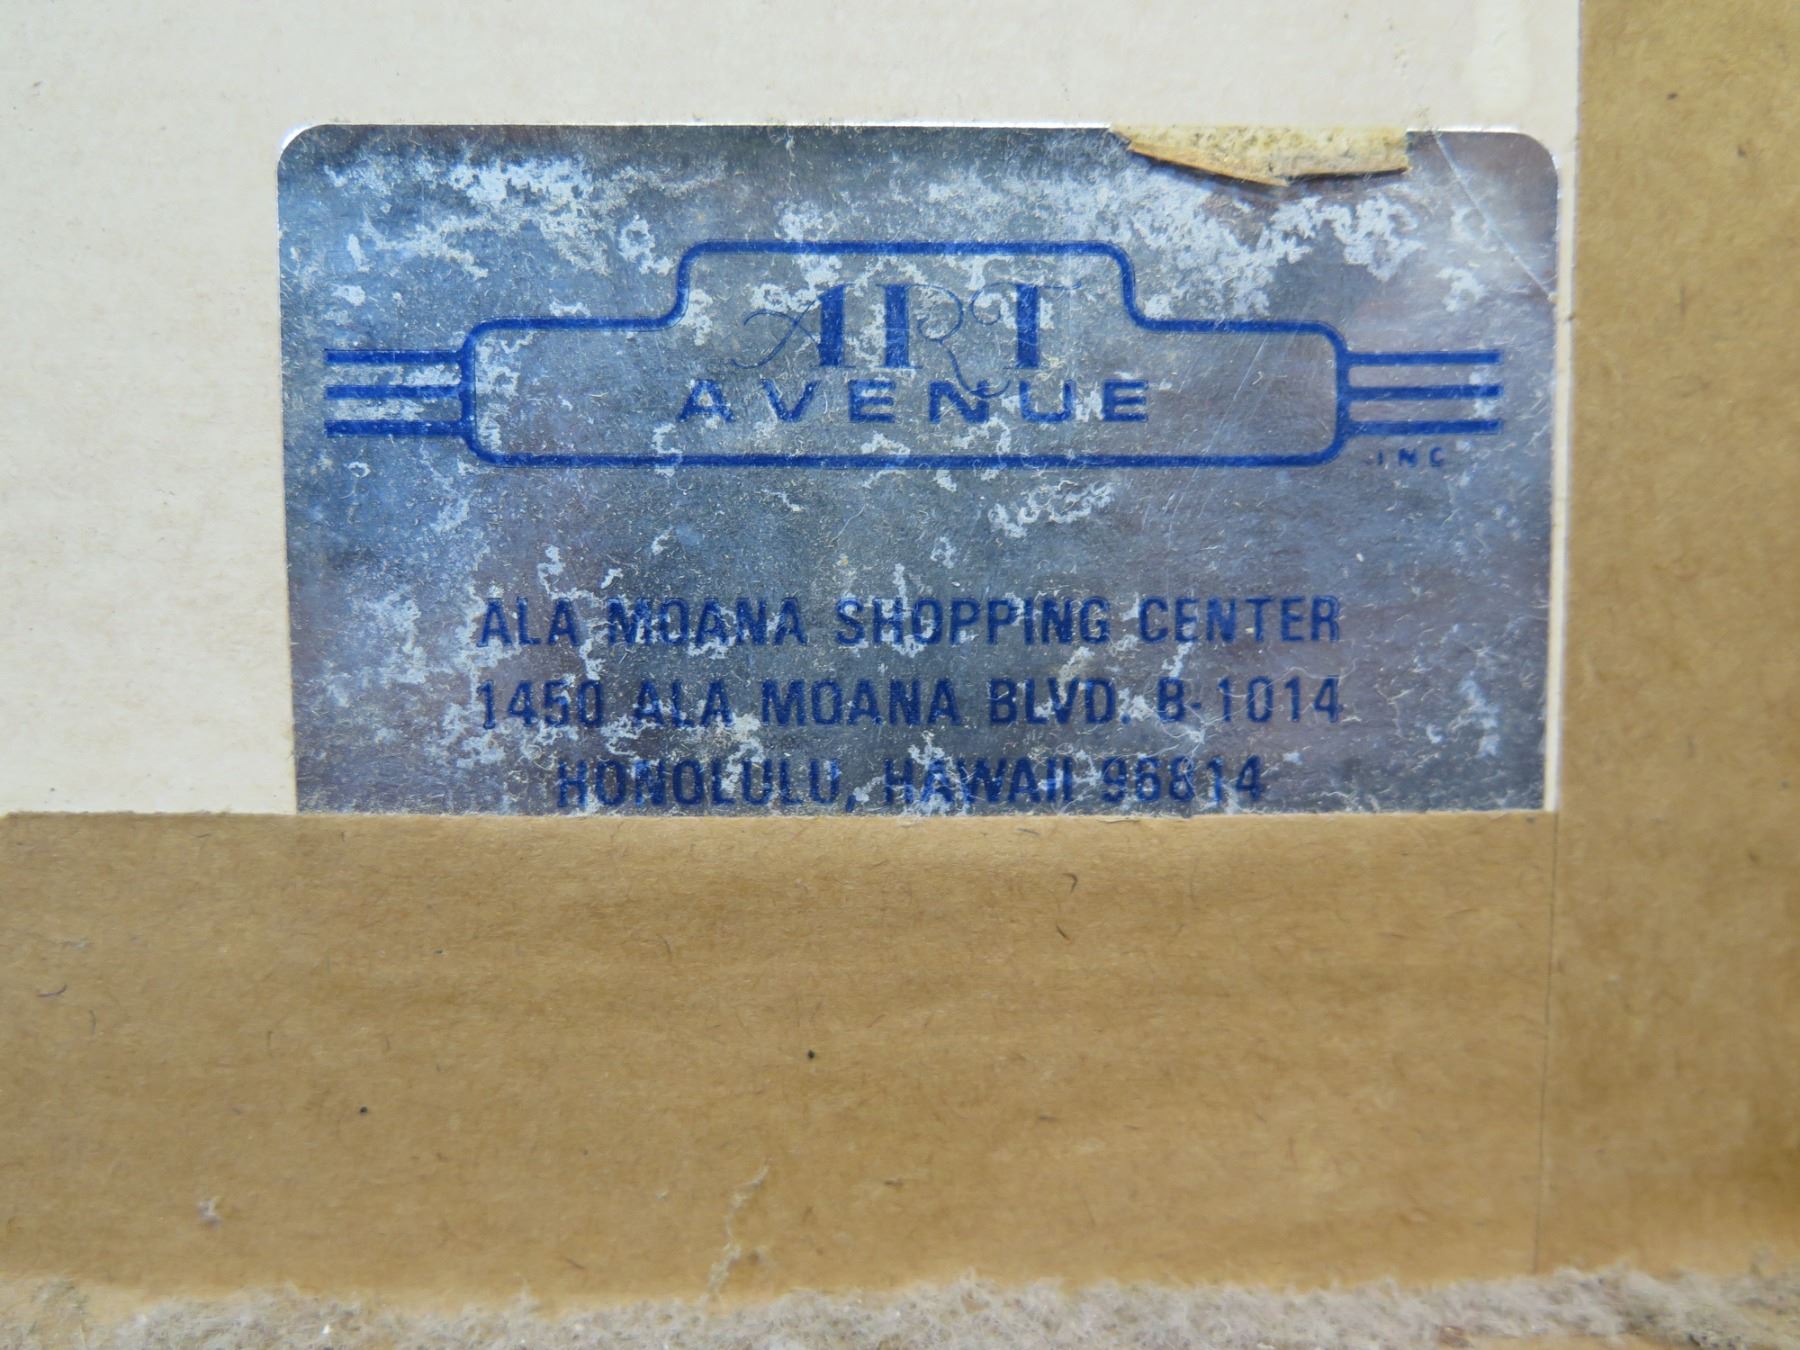 ART
AVENUE
INC
ALA MOANA SHOPPING CENTER
1450 ALA MOANA BLVD. B-1014
HONOLULU, HAWAII 96814